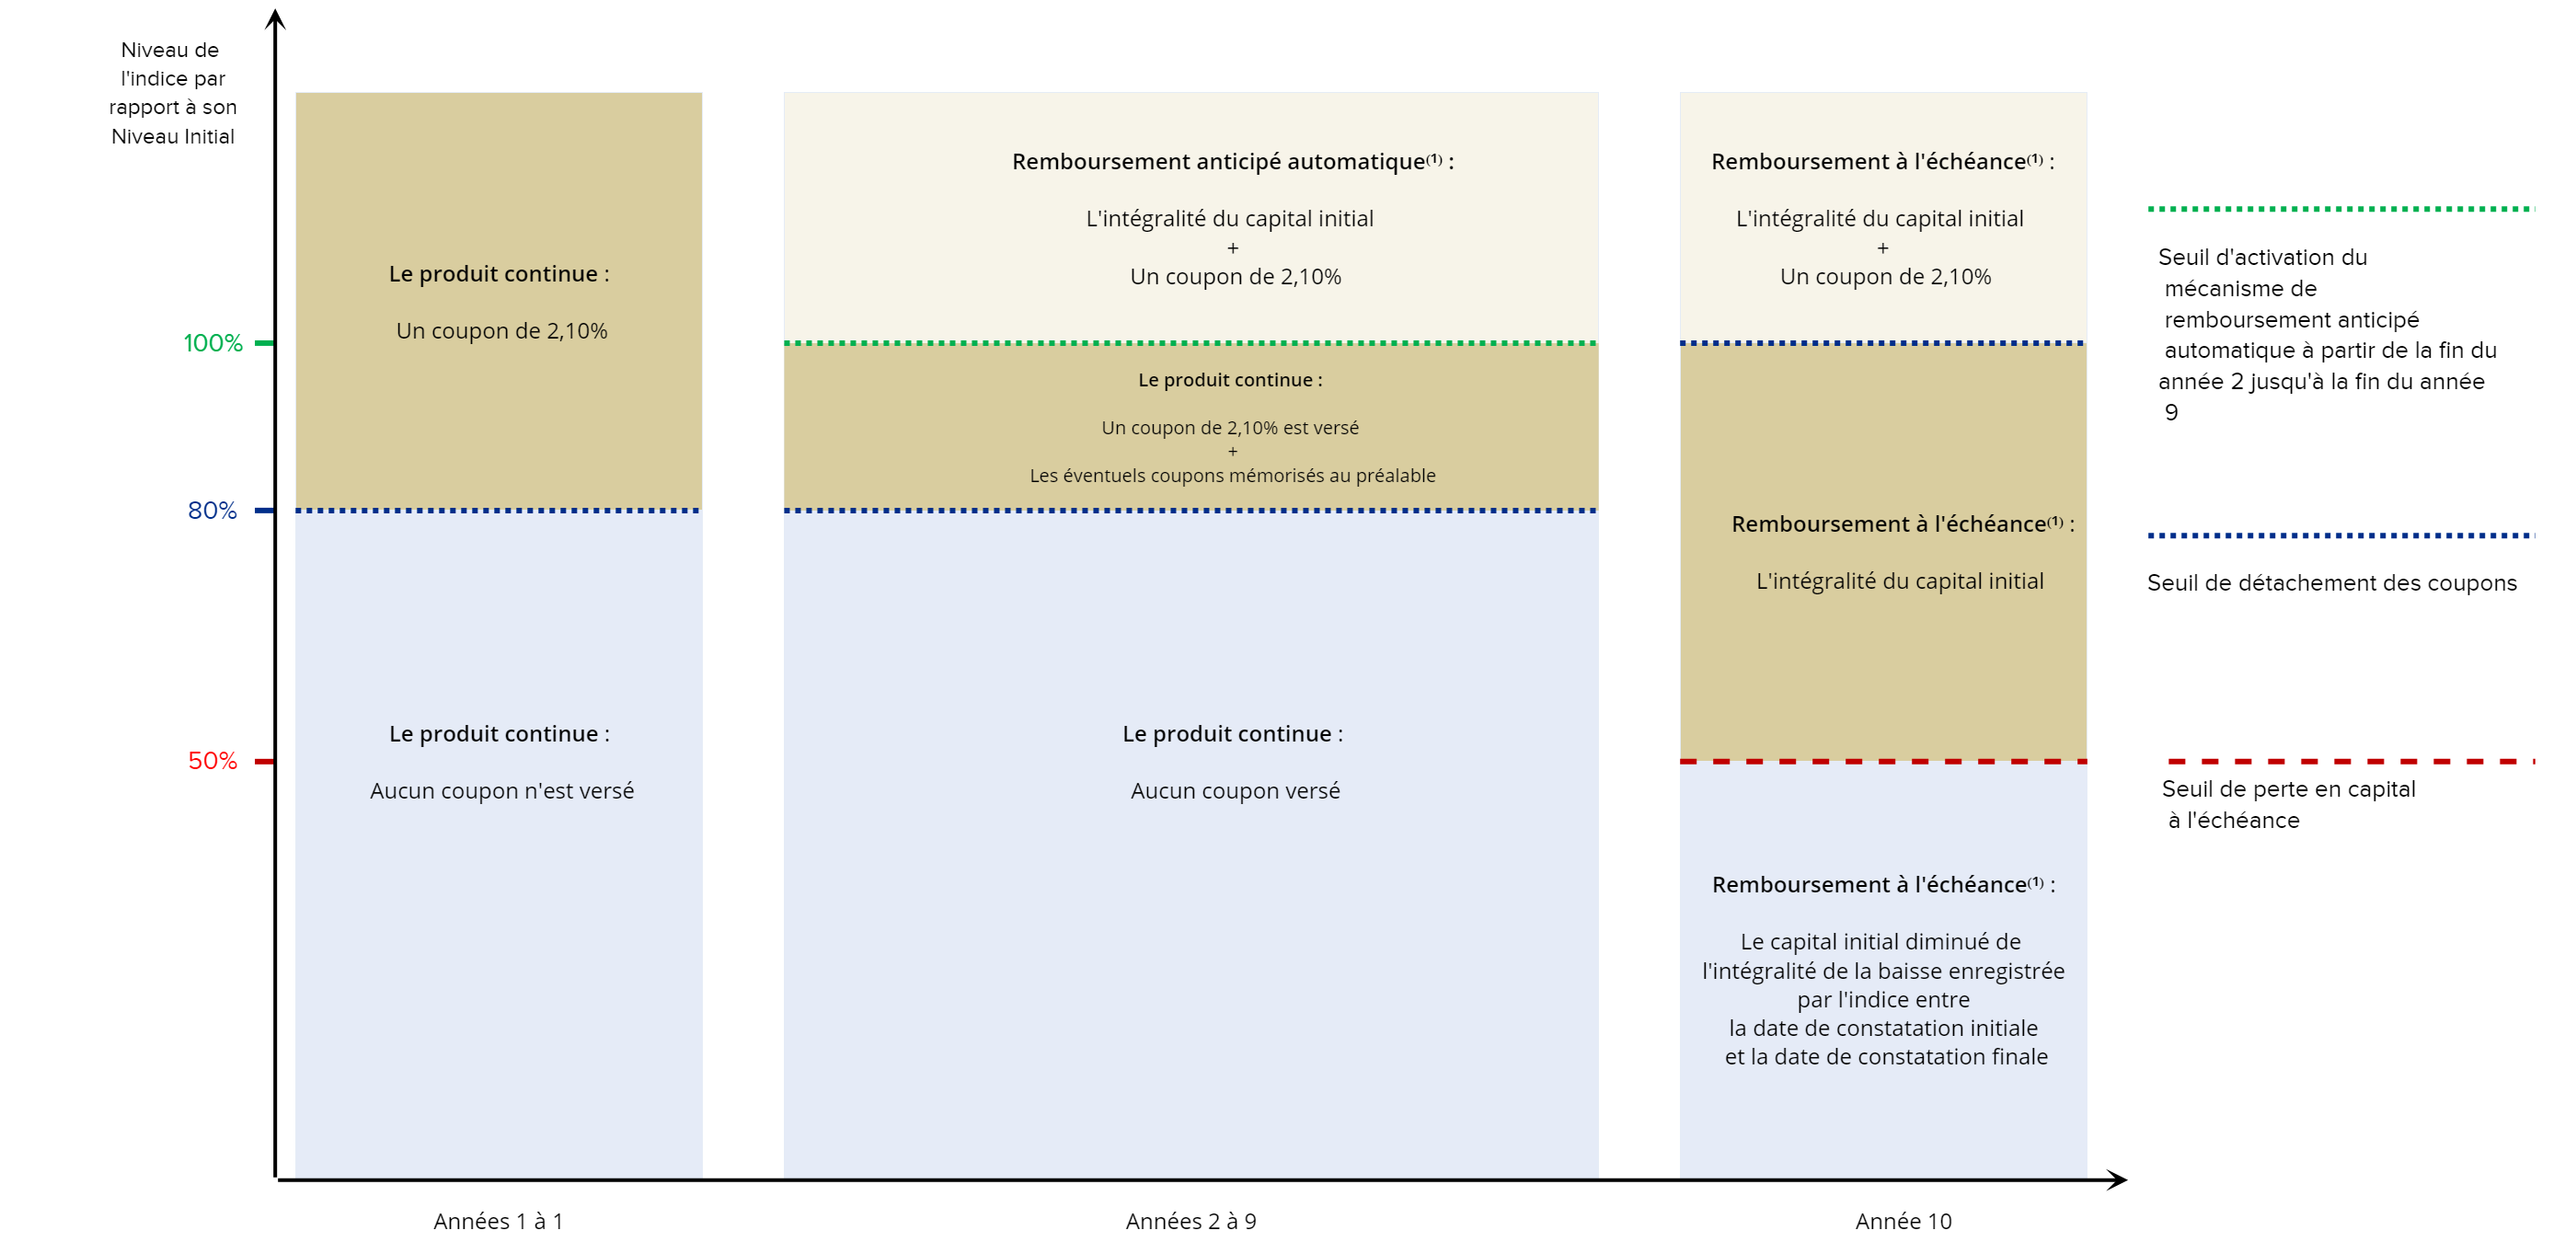 Niveau de
l'indice par
rapport à son
Niveau Initial
100%
80%
50%
Le produit continue :
Un coupon de 2,10%
Le produit continue :
Aucun coupon n'est versé
Remboursement anticipé automatique⁽¹⁾ :
L'intégralité du capital initial
+
Un coupon de 2,10%
Le produit continue :
Un coupon de 2,10% est versé
+
Les éventuels coupons mémorisés au préalable
Le produit continue :
Aucun coupon versé
Remboursement à l'échéance⁽¹⁾ :
L'intégralité du capital initial
+
Un coupon de 2,10%
Remboursement à l'échéance⁽¹⁾ :
L'intégralité du capital initial
Remboursement à l'échéance⁽¹⁾ :
Le capital initial diminué de
l'intégralité de la baisse enregistrée
par l'indice entre
la date de constatation initiale
et la date de constatation finale
Seuil d'activation du
mécanisme de
remboursement anticipé
automatique à partir de la fin du
année 2 jusqu'à la fin du année
9
Seuil de détachement des coupons
Seuil de perte en capital
à l'échéance
Années 1 à 1
Années 2 à 9
Année 10